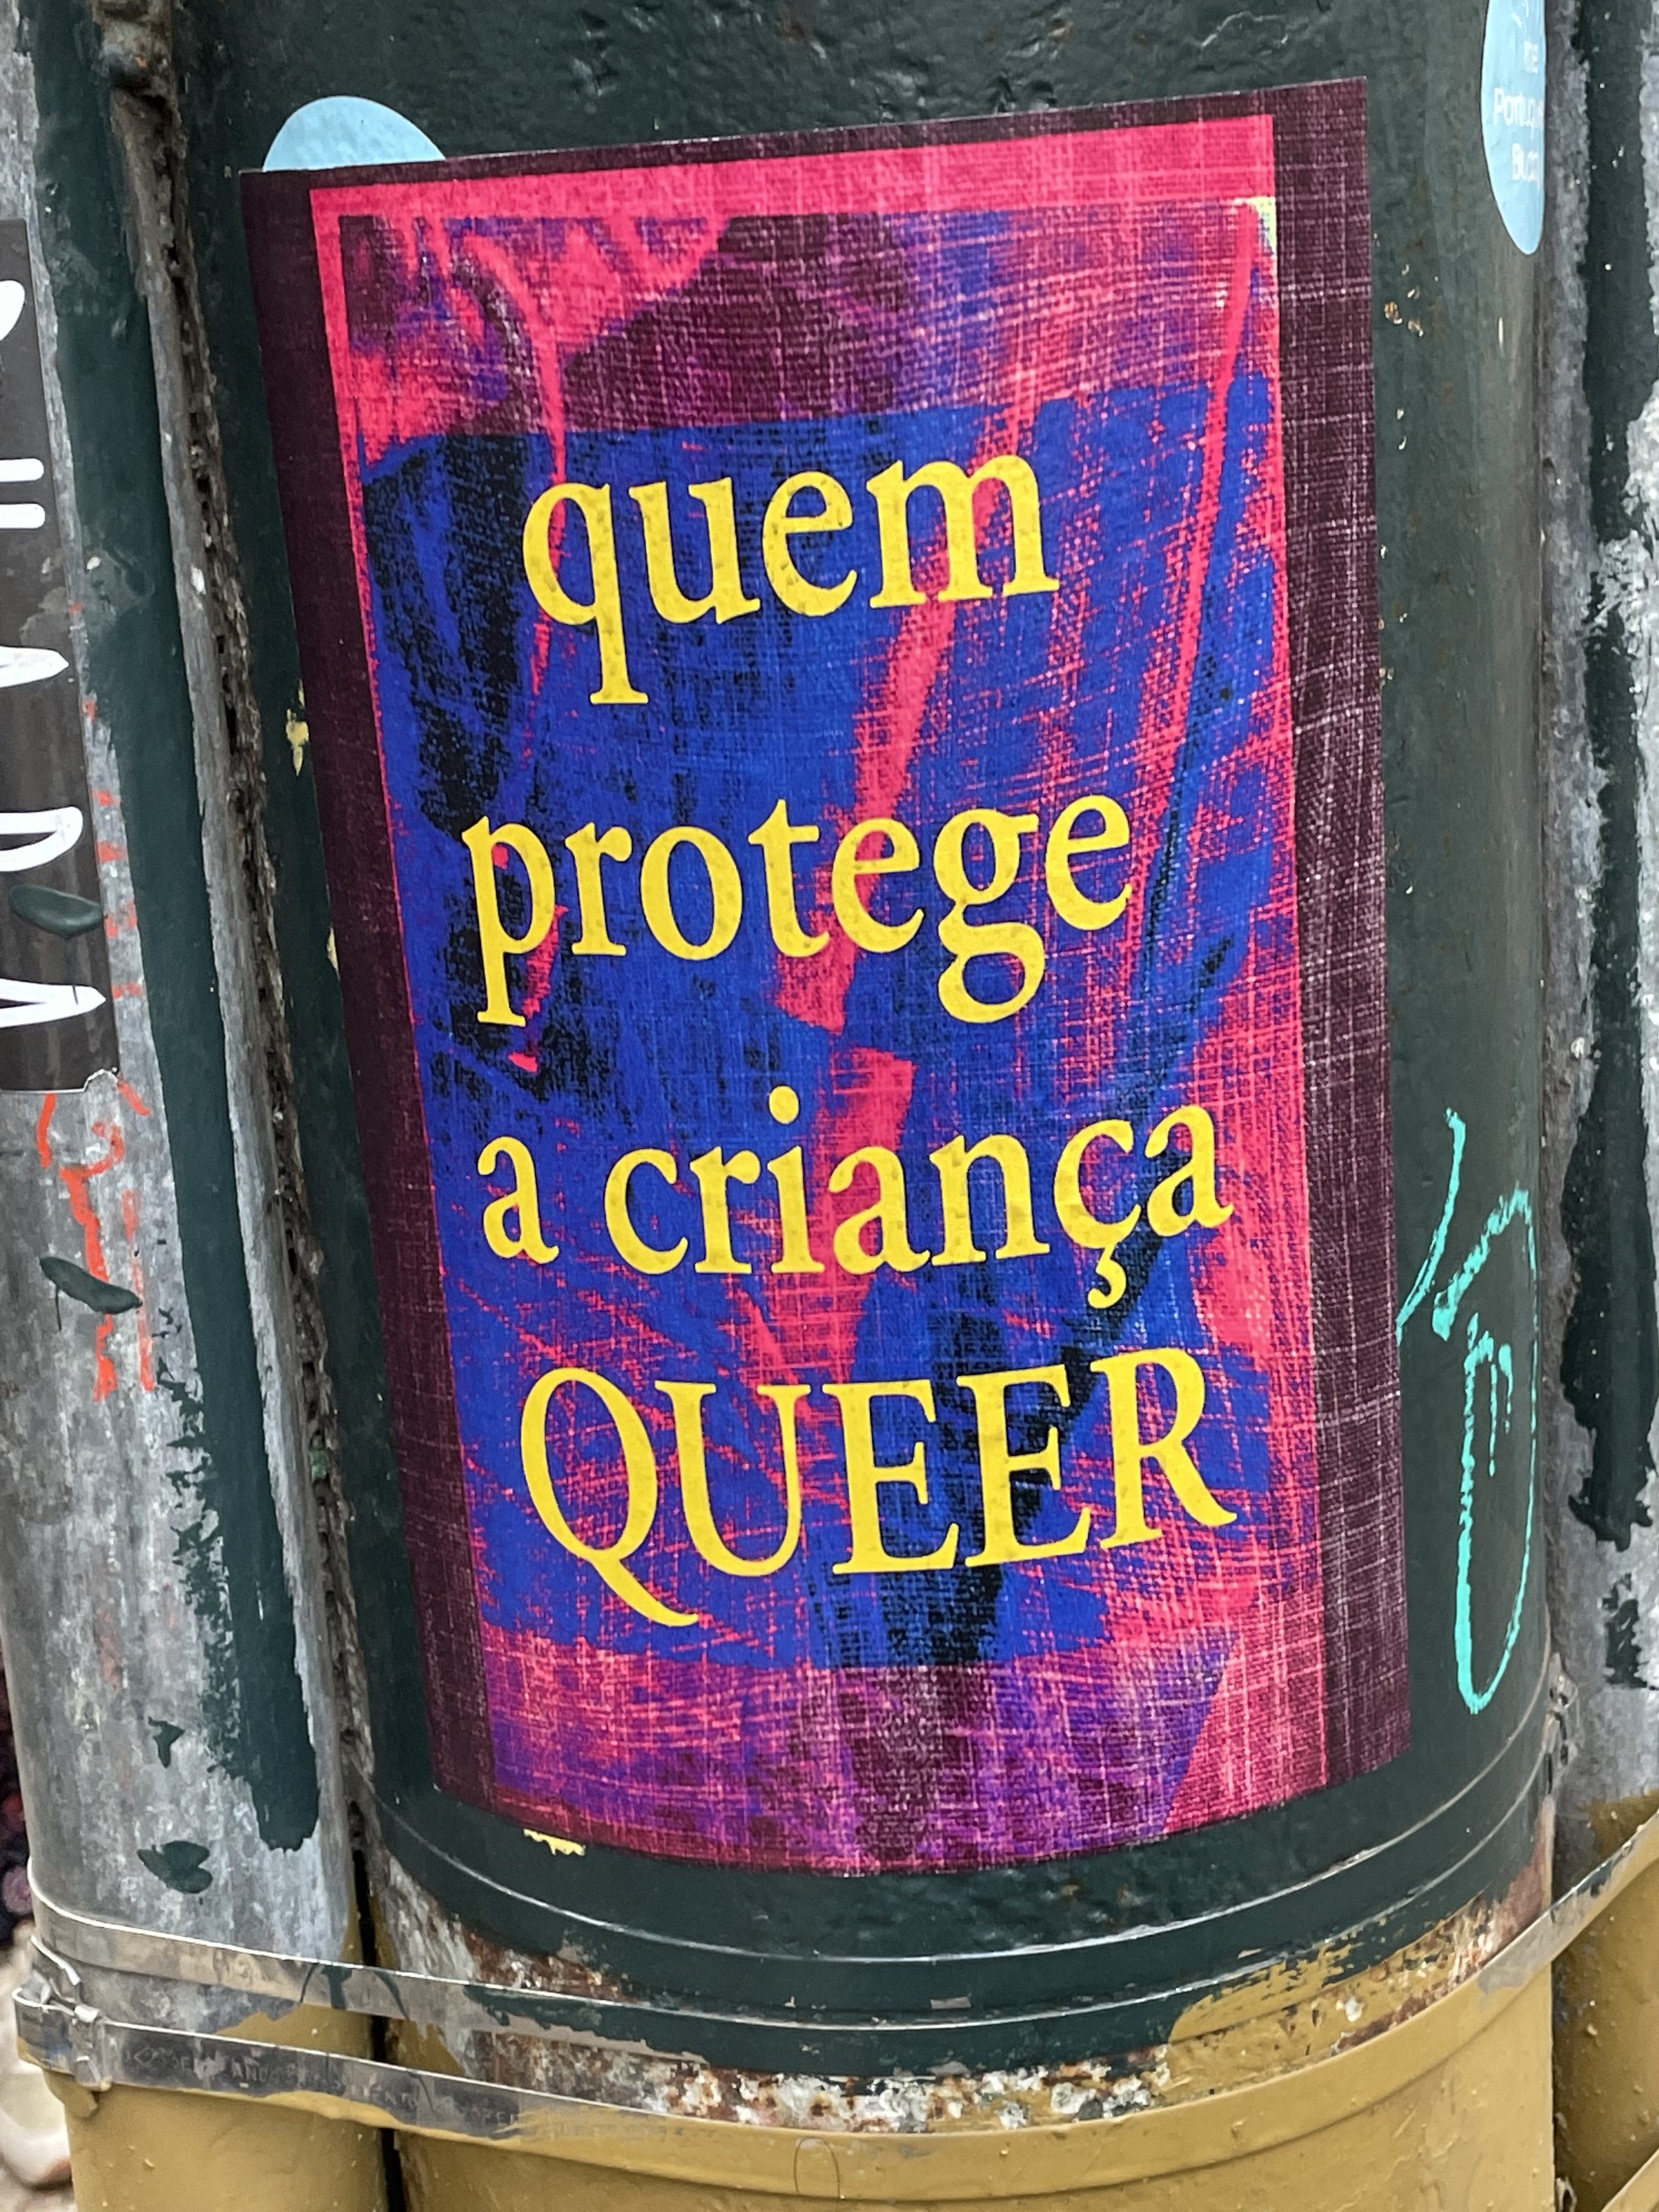 quem
protege
a criança
QUEER